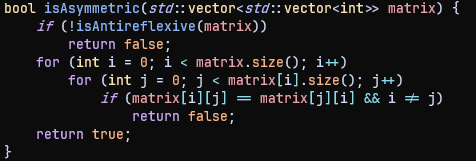 bool isAsymmetric(std::vector<std::vector<int>> matrix) {
    if (!isAntireflexive(matrix))
        return false;
    for (int i = 0; i < matrix.size(); i++)
        for (int j = 0; j < matrix[i].size(); j++)
            if (matrix[i][j] == matrix[j][i] && i != j)
                return false;
    return true;
}